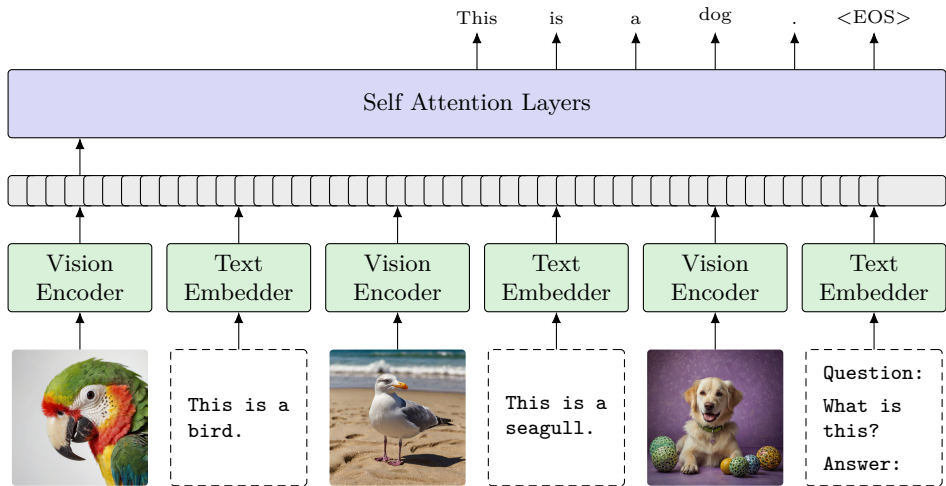 This is a dog . <EOS>
Self Attention Layers
Vision
Encoder
Text
Embedder
Vision
Encoder
Text
Embedder
Vision
Encoder
Text
Embedder
This is a
bird.
This is a
seagull.
Question:
What is
this?
Answer: